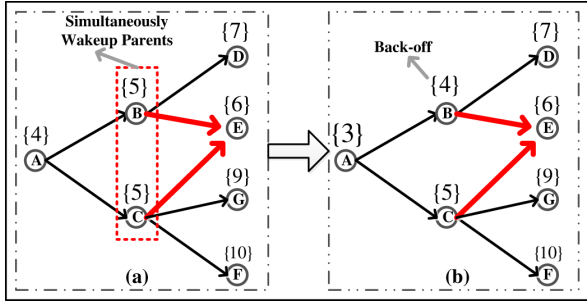 Simultaneously
Wakeup Parents
{7}
D
{5}
B
{6}
E
{4}
A
{5}
C
{9}
G
{10}
F
(a)
{7}
D
Back-off
{4}
B
{6}
E
{3}
A
{5}
C
{9}
G
{10}
F
(b)